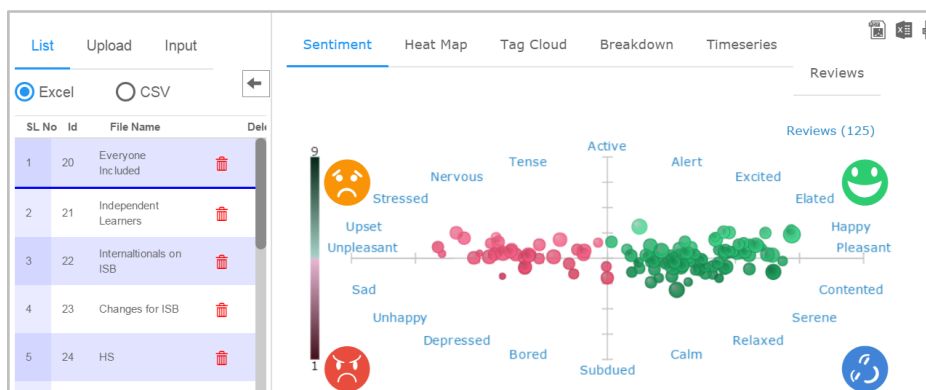 List Upload Input
Excel CSV
SL No Id File Name
1 20 Everyone
Included
2 21 Independent
Learners
3 22 Internaltionals on
ISB
4 23 Changes for ISB
5 24 HS
Sentiment Heat Map Tag Cloud Breakdown Timeseries
Reviews
Reviews (125)
9
1
Active
Tense Alert
Nervous Excited
Stressed Elated
Upset Happy
Unpleasant Pleasant
Sad Contented
Unhappy Serene
Depressed Relaxed
Bored Calm
Subdued